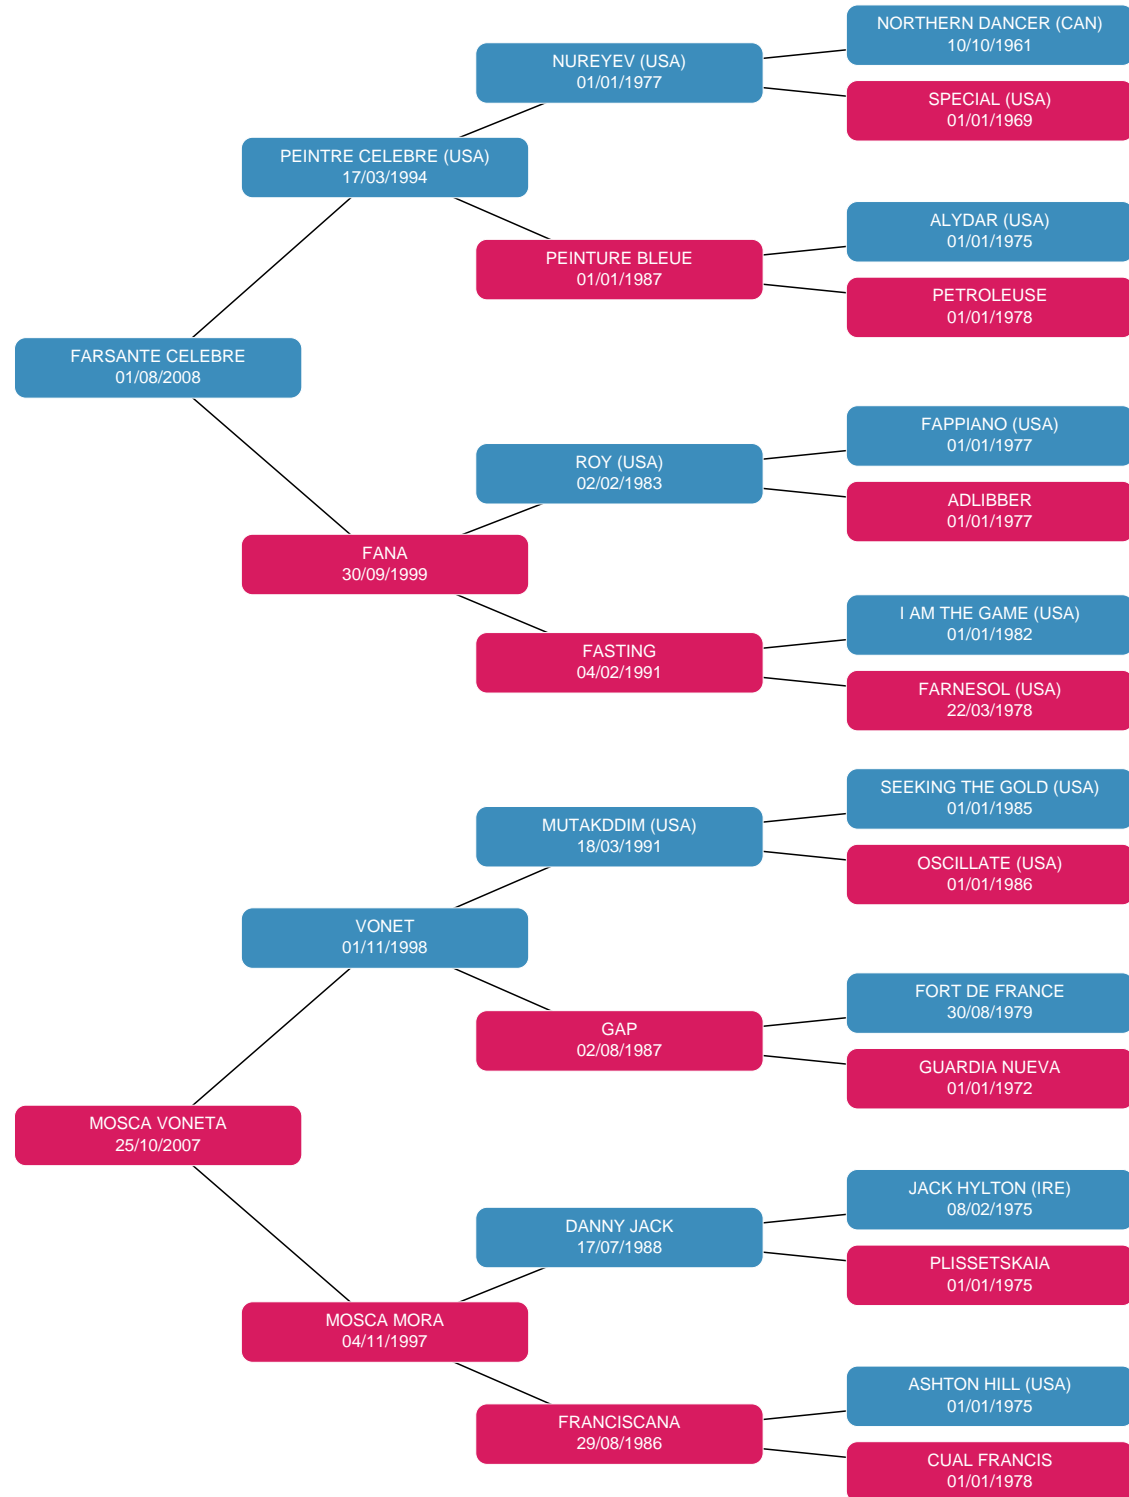 NORTHERN DANCER (CAN)
10/10/1961
NUREYEV (USA)
01/01/1977
SPECIAL (USA)
01/01/1969
PEINTRE CELEBRE (USA)
17/03/1994
ALYDAR (USA)
01/01/1975
PEINTURE BLEUE
01/01/1987
PETROLEUSE
01/01/1978
FARSANTE CELEBRE
01/08/2008
FAPPIANO (USA)
01/01/1977
ROY (USA)
02/02/1983
ADLIBBER
01/01/1977
FANA
30/09/1999
I AM THE GAME (USA)
01/01/1982
FASTING
04/02/1991
FARNESOL (USA)
22/03/1978
SEEKING THE GOLD (USA)
01/01/1985
MUTAKDDIM (USA)
18/03/1991
OSCILLATE (USA)
01/01/1986
VONET
01/11/1998
FORT DE FRANCE
30/08/1979
GAP
02/08/1987
GUARDIA NUEVA
01/01/1972
MOSCA VONETA
25/10/2007
JACK HYLTON (IRE)
08/02/1975
DANNY JACK
17/07/1988
PLISSETSKAIA
01/01/1975
MOSCA MORA
04/11/1997
ASHTON HILL (USA)
01/01/1975
FRANCISCANA
29/08/1986
CUAL FRANCIS
01/01/1978